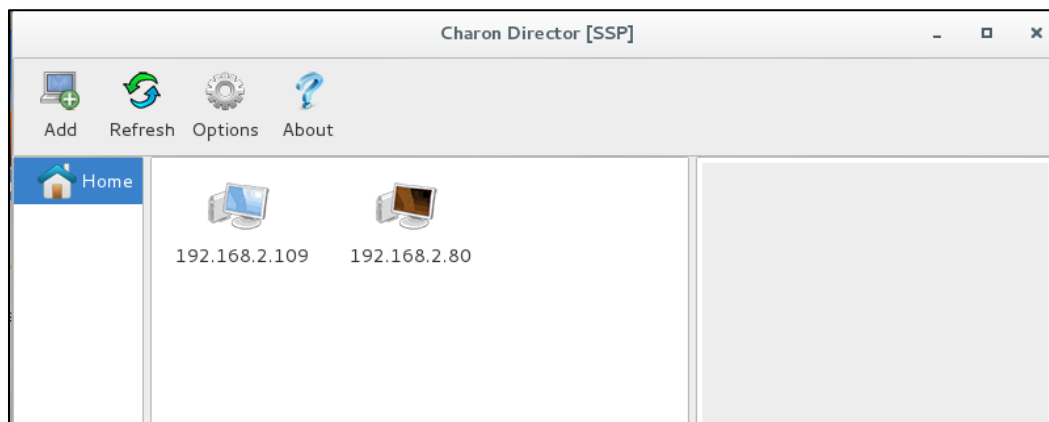 Charon Director [SSP]
Add Refresh Options About
Home
192.168.2.109 192.168.2.80